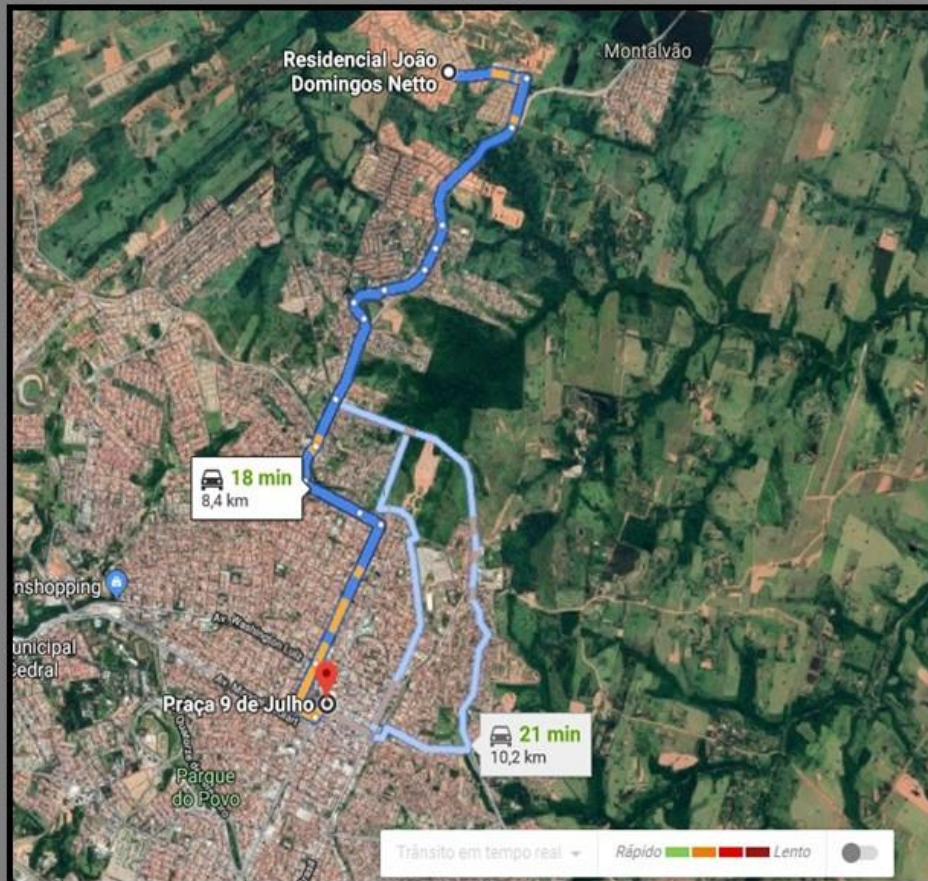 Residencial João
Domingos Netto
Montalvão
18 min
8,4 km
nshopping
Av. Washington Luiz
unicipal
Cedral
Praça 9 de Julho
21 min
10,2 km
Parque
do Povo
Trânsito em tempo real
Rápido
Lento